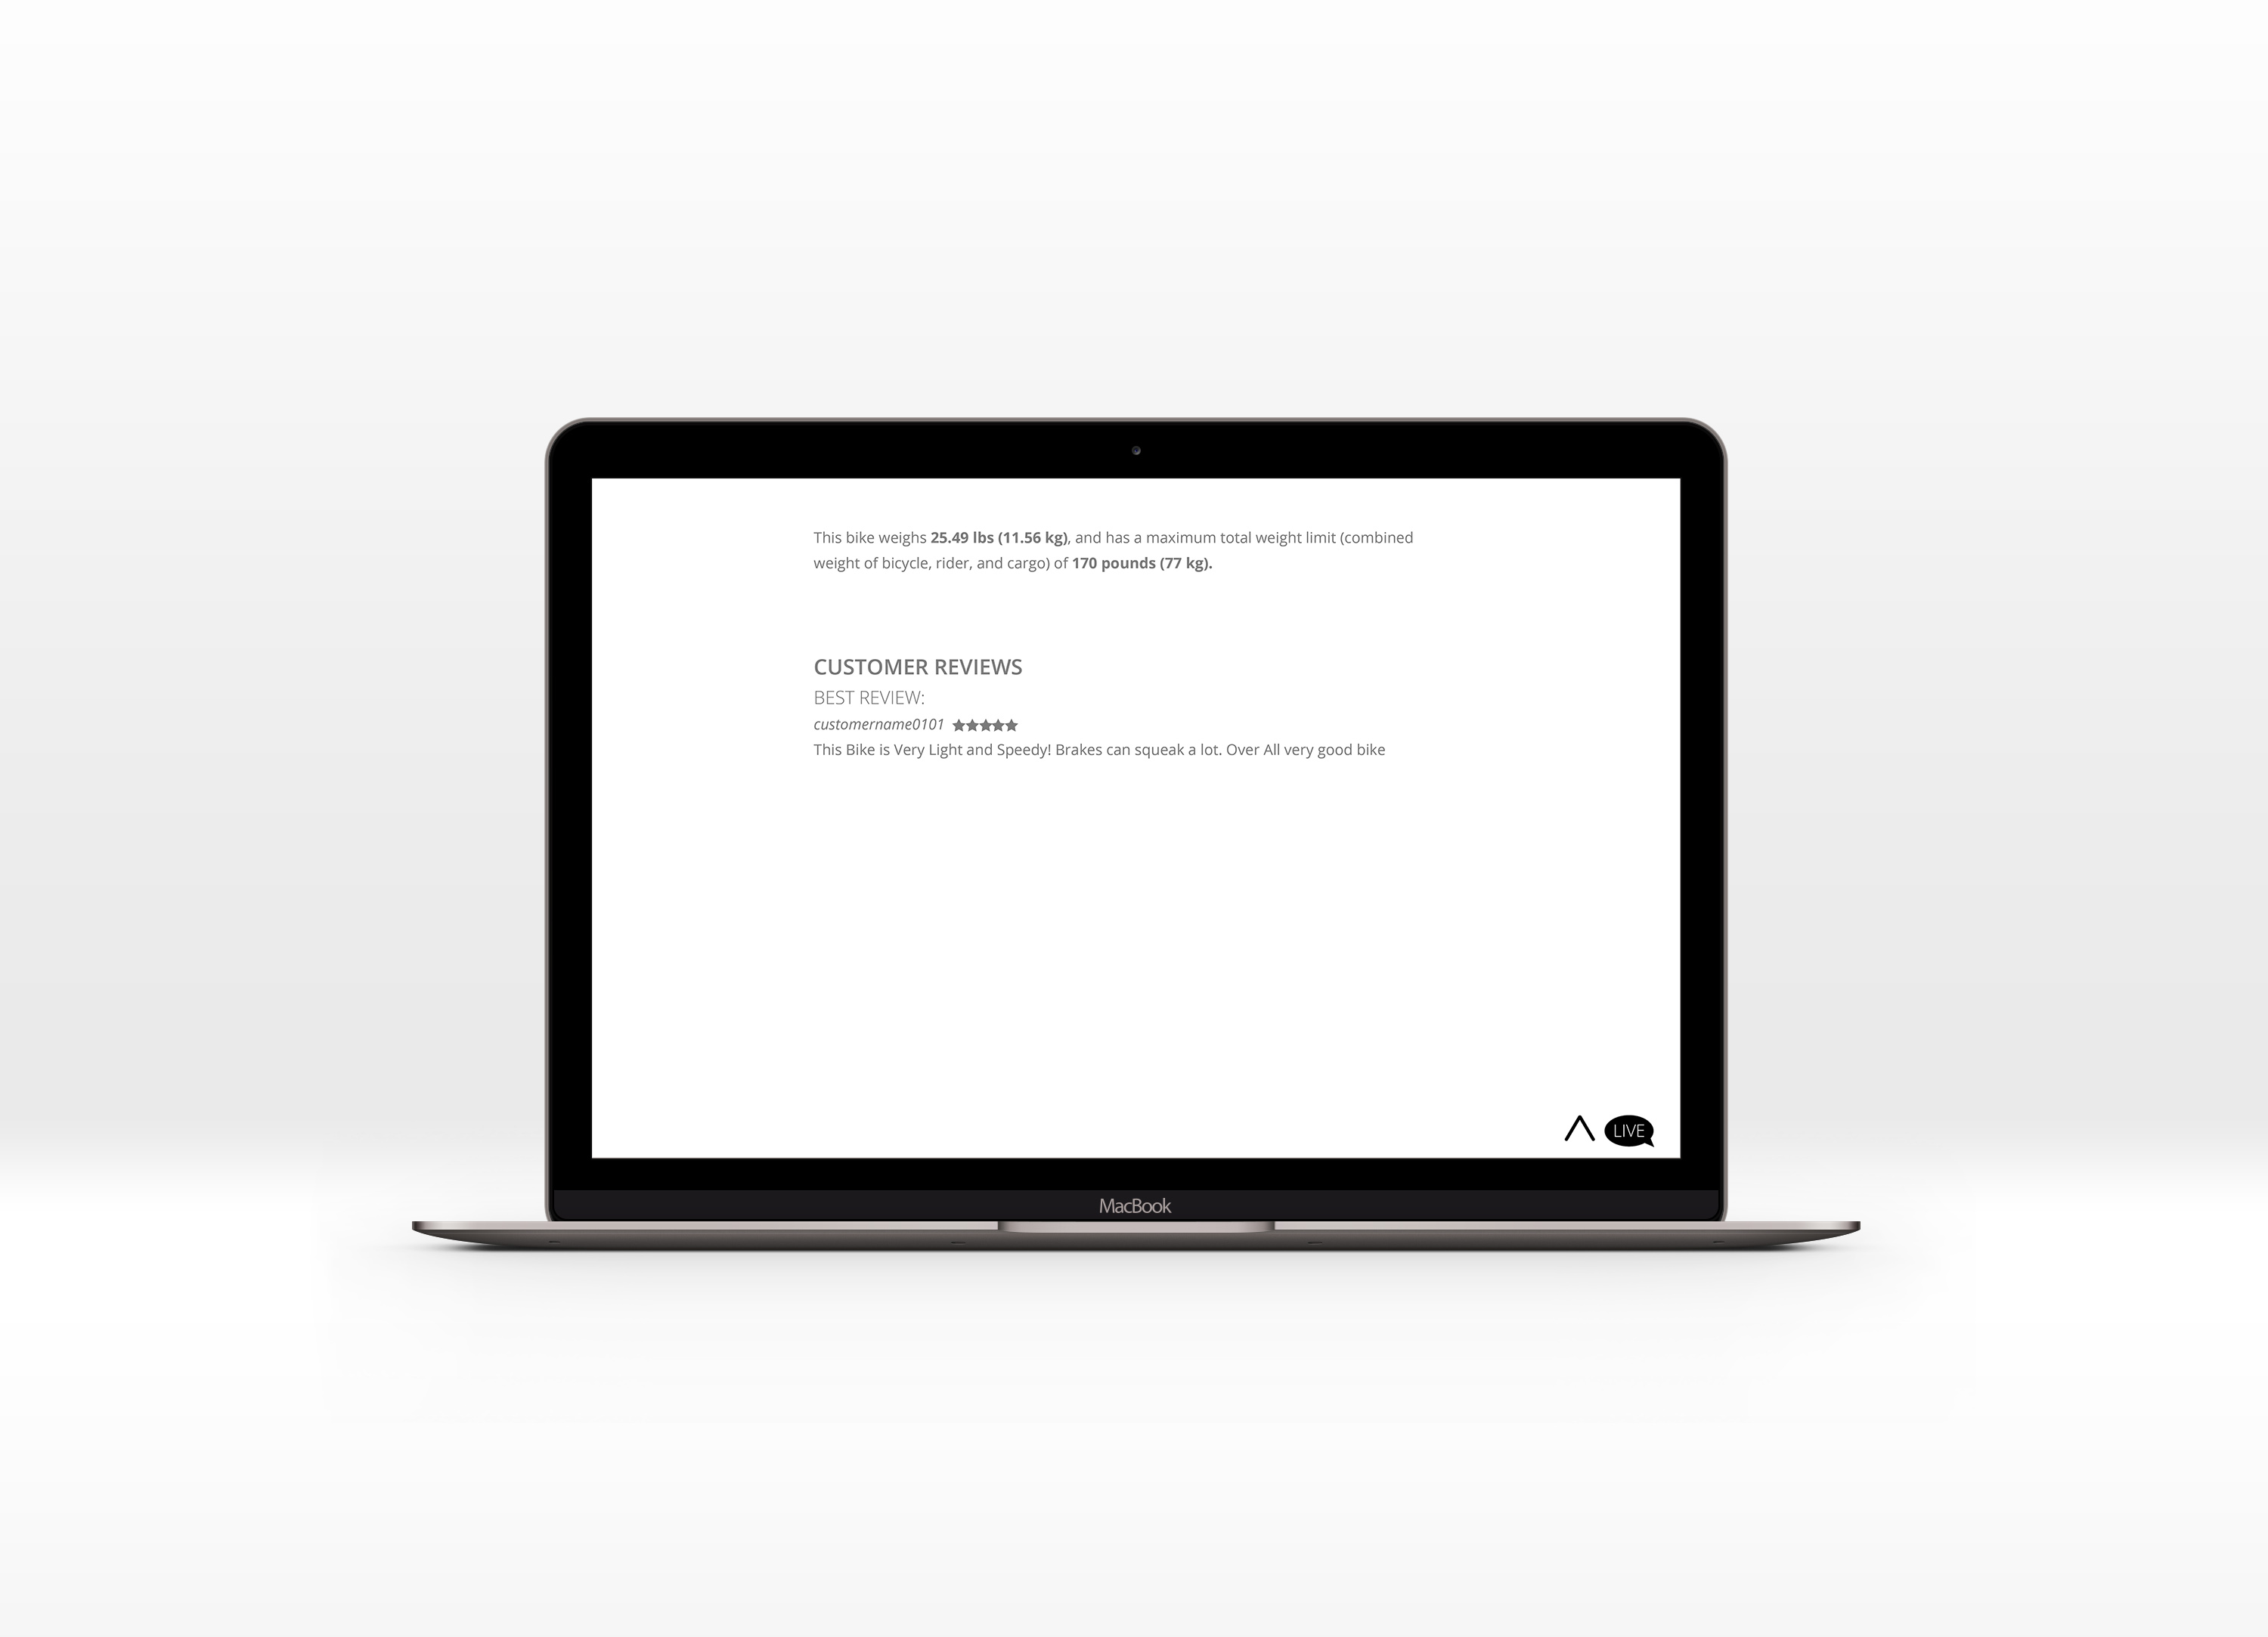 This bike weighs 25.49 lbs (11.56 kg), and has a maximum total weight limit (combined
weight of bicycle, rider, and cargo) of 170 pounds (77 kg).
CUSTOMER REVIEWS
BEST REVIEW:
customername0101 ★★★★★
This Bike is Very Light and Speedy! Brakes can squeak a lot. Over All very good bike
LIVE
MacBook